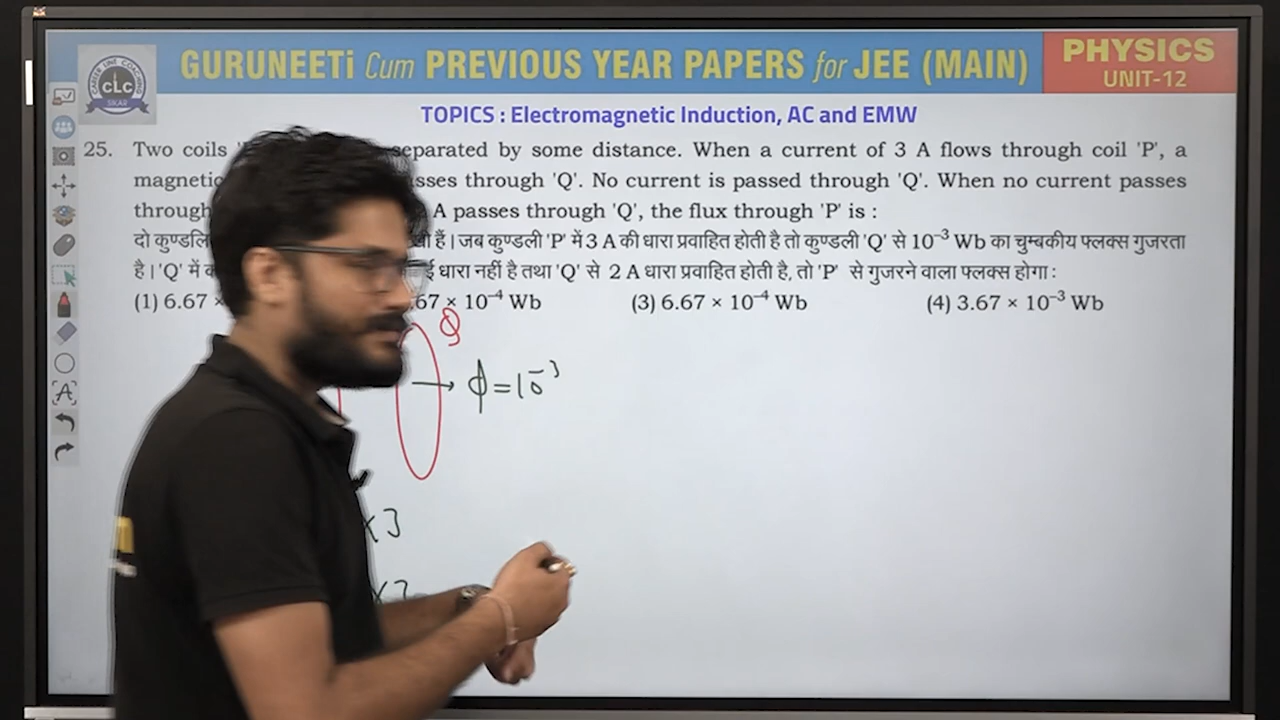 GURUNEETi Cum PREVIOUS YEAR PAPERS for JEE (MAIN)
PHYSICS
UNIT-12
CLC
SIKAR
TOPICS : Electromagnetic Induction, AC and EMW
25. Two coils separated by some distance. When a current of 3 A flows through coil 'P', a
passes through 'Q'. No current is passed through 'Q'. When no current passes
through A passes through 'Q', the flux through 'P' is :
दो हैं। जब कुण्डली 'P' में 3 A की धारा प्रवाहित होती है तो कुण्डली 'Q' से 10⁻³ Wb का चुम्बकीय फ्लक्स गुजरता
है। 'Q' में धारा नहीं है तथा 'Q' से 2 A धारा प्रवाहित होती है, तो 'P' से गुजरने वाला फ्लक्स होगा :
(1) 6.67 × .67 × 10⁻⁴ Wb (3) 6.67 × 10⁻⁴ Wb (4) 3.67 × 10⁻³ Wb
Q
ϕ = 10⁻³
×3